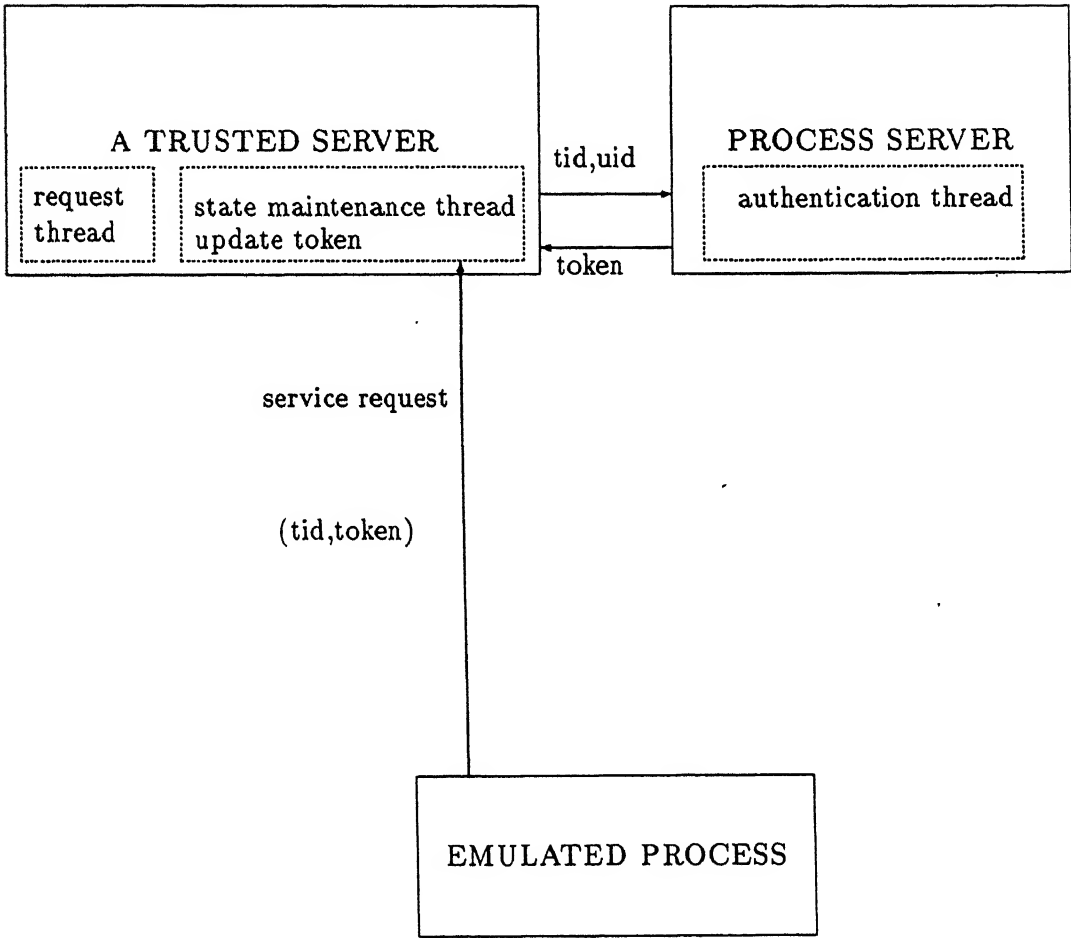 A TRUSTED SERVER
request
thread
state maintenance thread
update token
tid,uid
token
PROCESS SERVER
authentication thread
service request
(tid,token)
EMULATED PROCESS